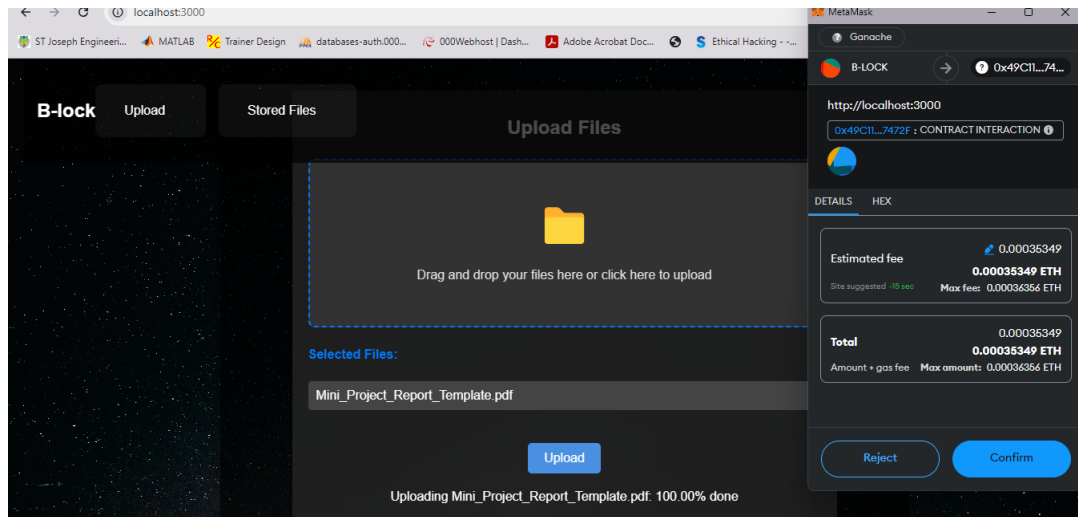 localhost:3000
ST Joseph Engineeri... MATLAB Trainer Design databases-auth.000... 000Webhost | Dash... Adobe Acrobat Doc... Ethical Hacking - -...
B-lock Upload Stored Files
Upload Files
Drag and drop your files here or click here to upload
Selected Files:
Mini_Project_Report_Template.pdf
Upload
Uploading Mini_Project_Report_Template.pdf: 100.00% done
MetaMask
Ganache
B-LOCK 0x49C11...74...
http://localhost:3000
0x49C11...7472F : CONTRACT INTERACTION
DETAILS HEX
Estimated fee 0.00035349
0.00035349 ETH
Site suggested ~15 sec Max fee: 0.00036356 ETH
Total 0.00035349
0.00035349 ETH
Amount + gas fee Max amount: 0.00036356 ETH
Reject Confirm